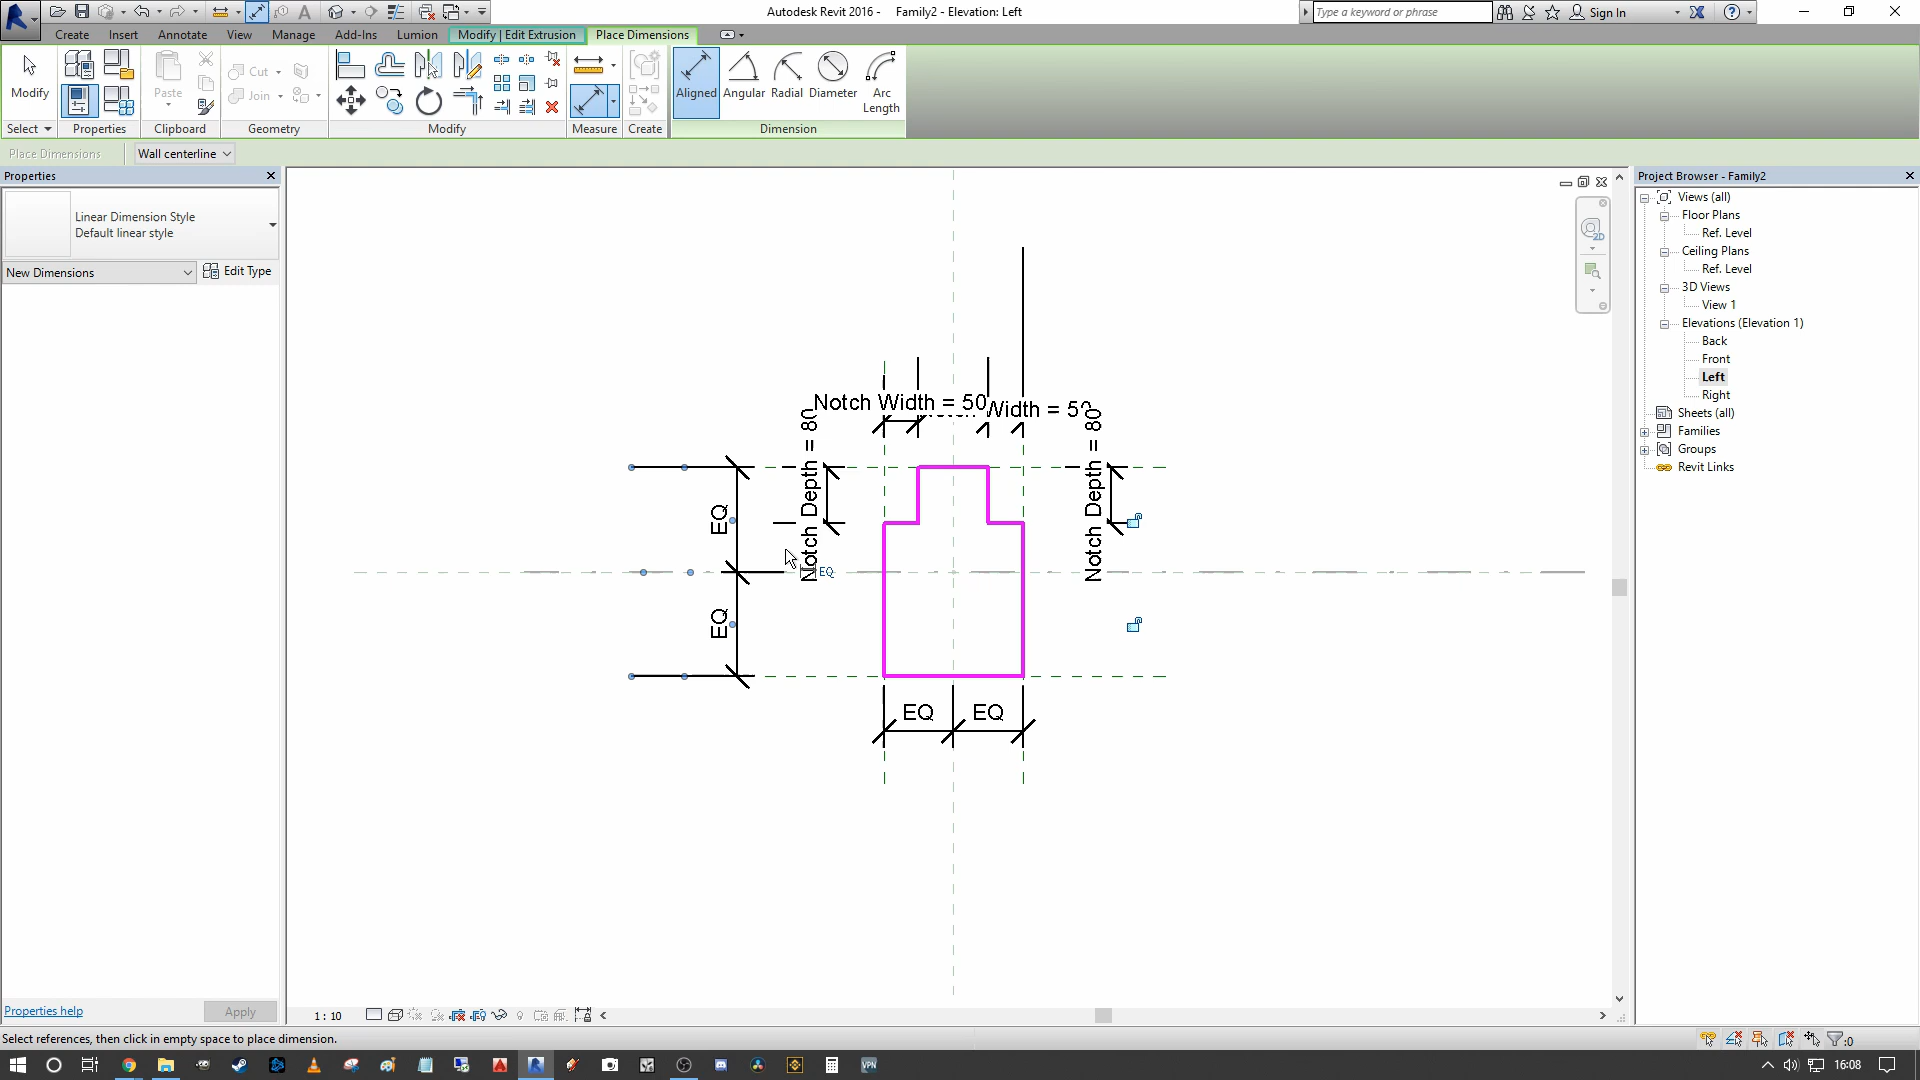 Autodesk Revit 2016 -     Family2 - Elevation: Left
Type a keyword or phrase
Sign In
Create
Insert
Annotate
View
Manage
Add-Ins
Lumion
Modify | Edit Extrusion
Place Dimensions
Modify
Paste
Cut
Join
Aligned
Angular
Radial
Diameter
Arc
Length
Select
Properties
Clipboard
Geometry
Modify
Measure
Create
Dimension
Place Dimensions
Wall centerline
Properties
Linear Dimension Style
Default linear style
New Dimensions
Edit Type
Properties help
Apply
2D
Notch Width = 50
Width = 50
Notch Depth = 80
Notch Depth = 80
EQ
EQ
EQ
EQ
EQ
1 : 10
Project Browser - Family2
Views (all)
Floor Plans
Ref. Level
Ceiling Plans
Ref. Level
3D Views
View 1
Elevations (Elevation 1)
Back
Front
Left
Right
Sheets (all)
Families
Groups
Revit Links
Select references, then click in empty space to place dimension.
:0
VPN
16:08